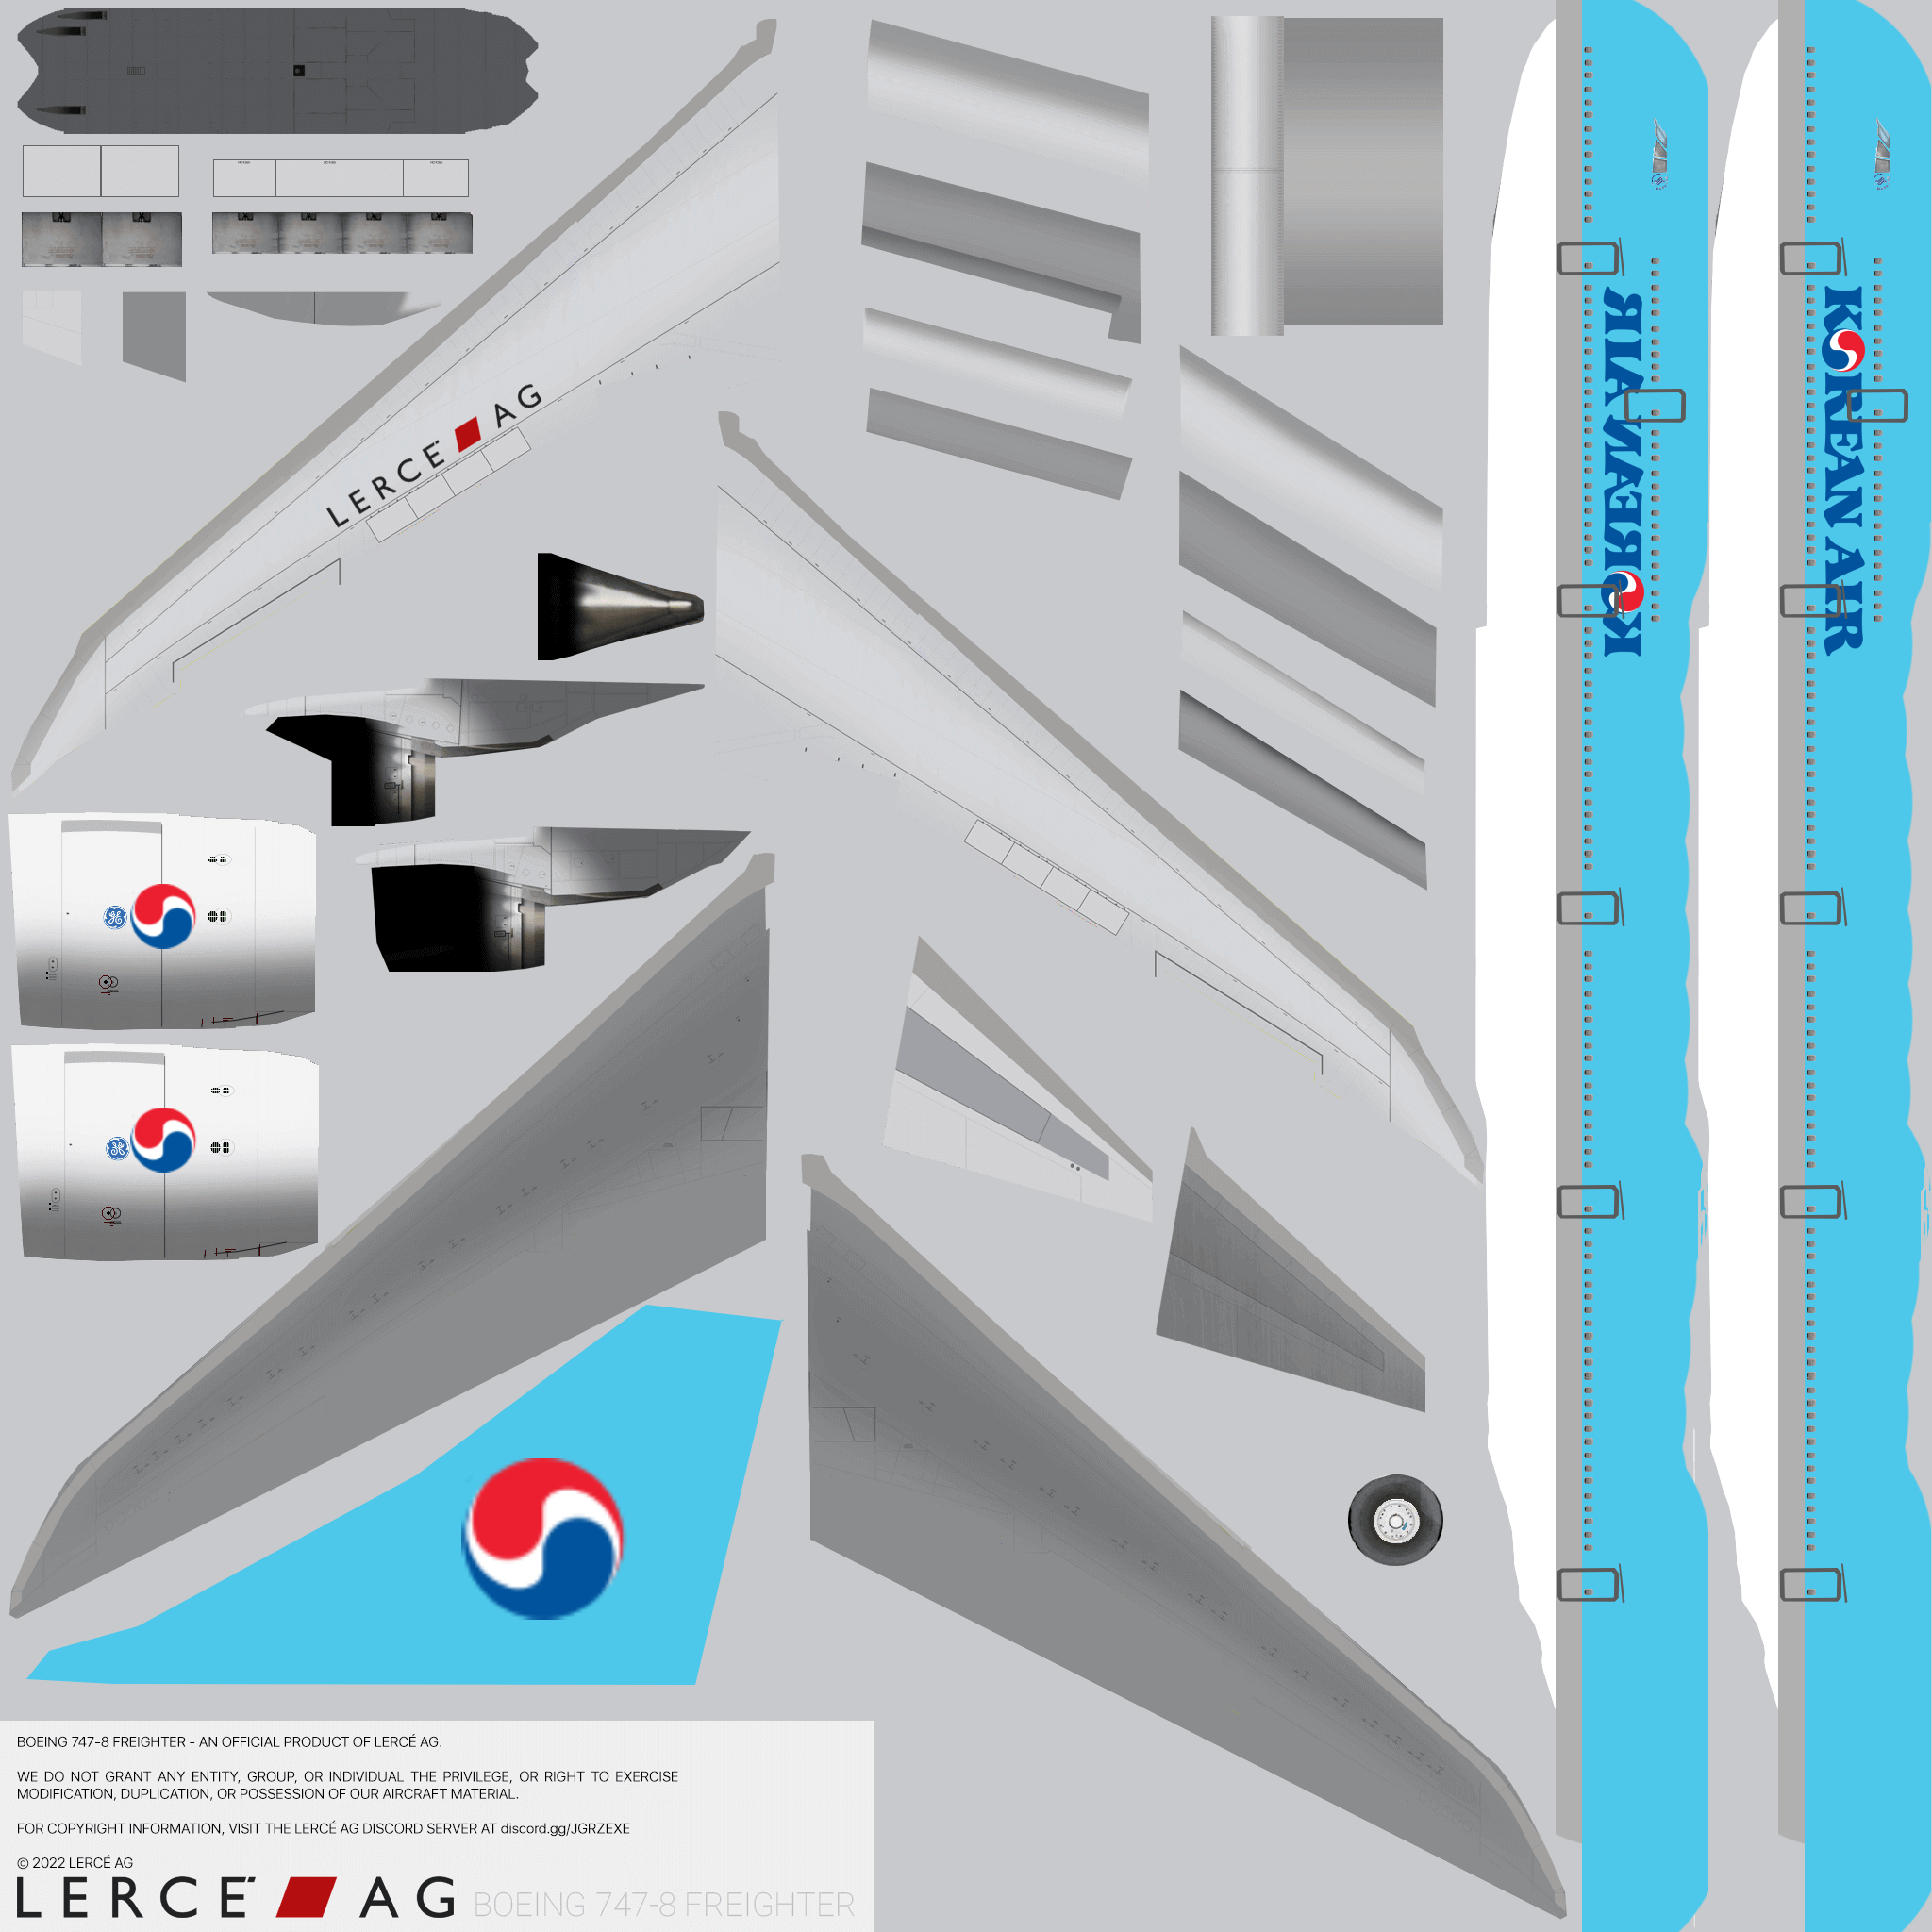 LERCÉ AG
KOREAN AIR
KOREAN AIR
BOEING 747-8 FREIGHTER - AN OFFICIAL PRODUCT OF LERCÉ AG.
WE DO NOT GRANT ANY ENTITY, GROUP, OR INDIVIDUAL THE PRIVILEGE, OR RIGHT TO EXERCISE
MODIFICATION, DUPLICATION, OR POSSESSION OF OUR AIRCRAFT MATERIAL.
FOR COPYRIGHT INFORMATION, VISIT THE LERCÉ AG DISCORD SERVER AT discord.gg/JGRZEXE
© 2022 LERCÉ AG
LERCÉ AG BOEING 747-8 FREIGHTER